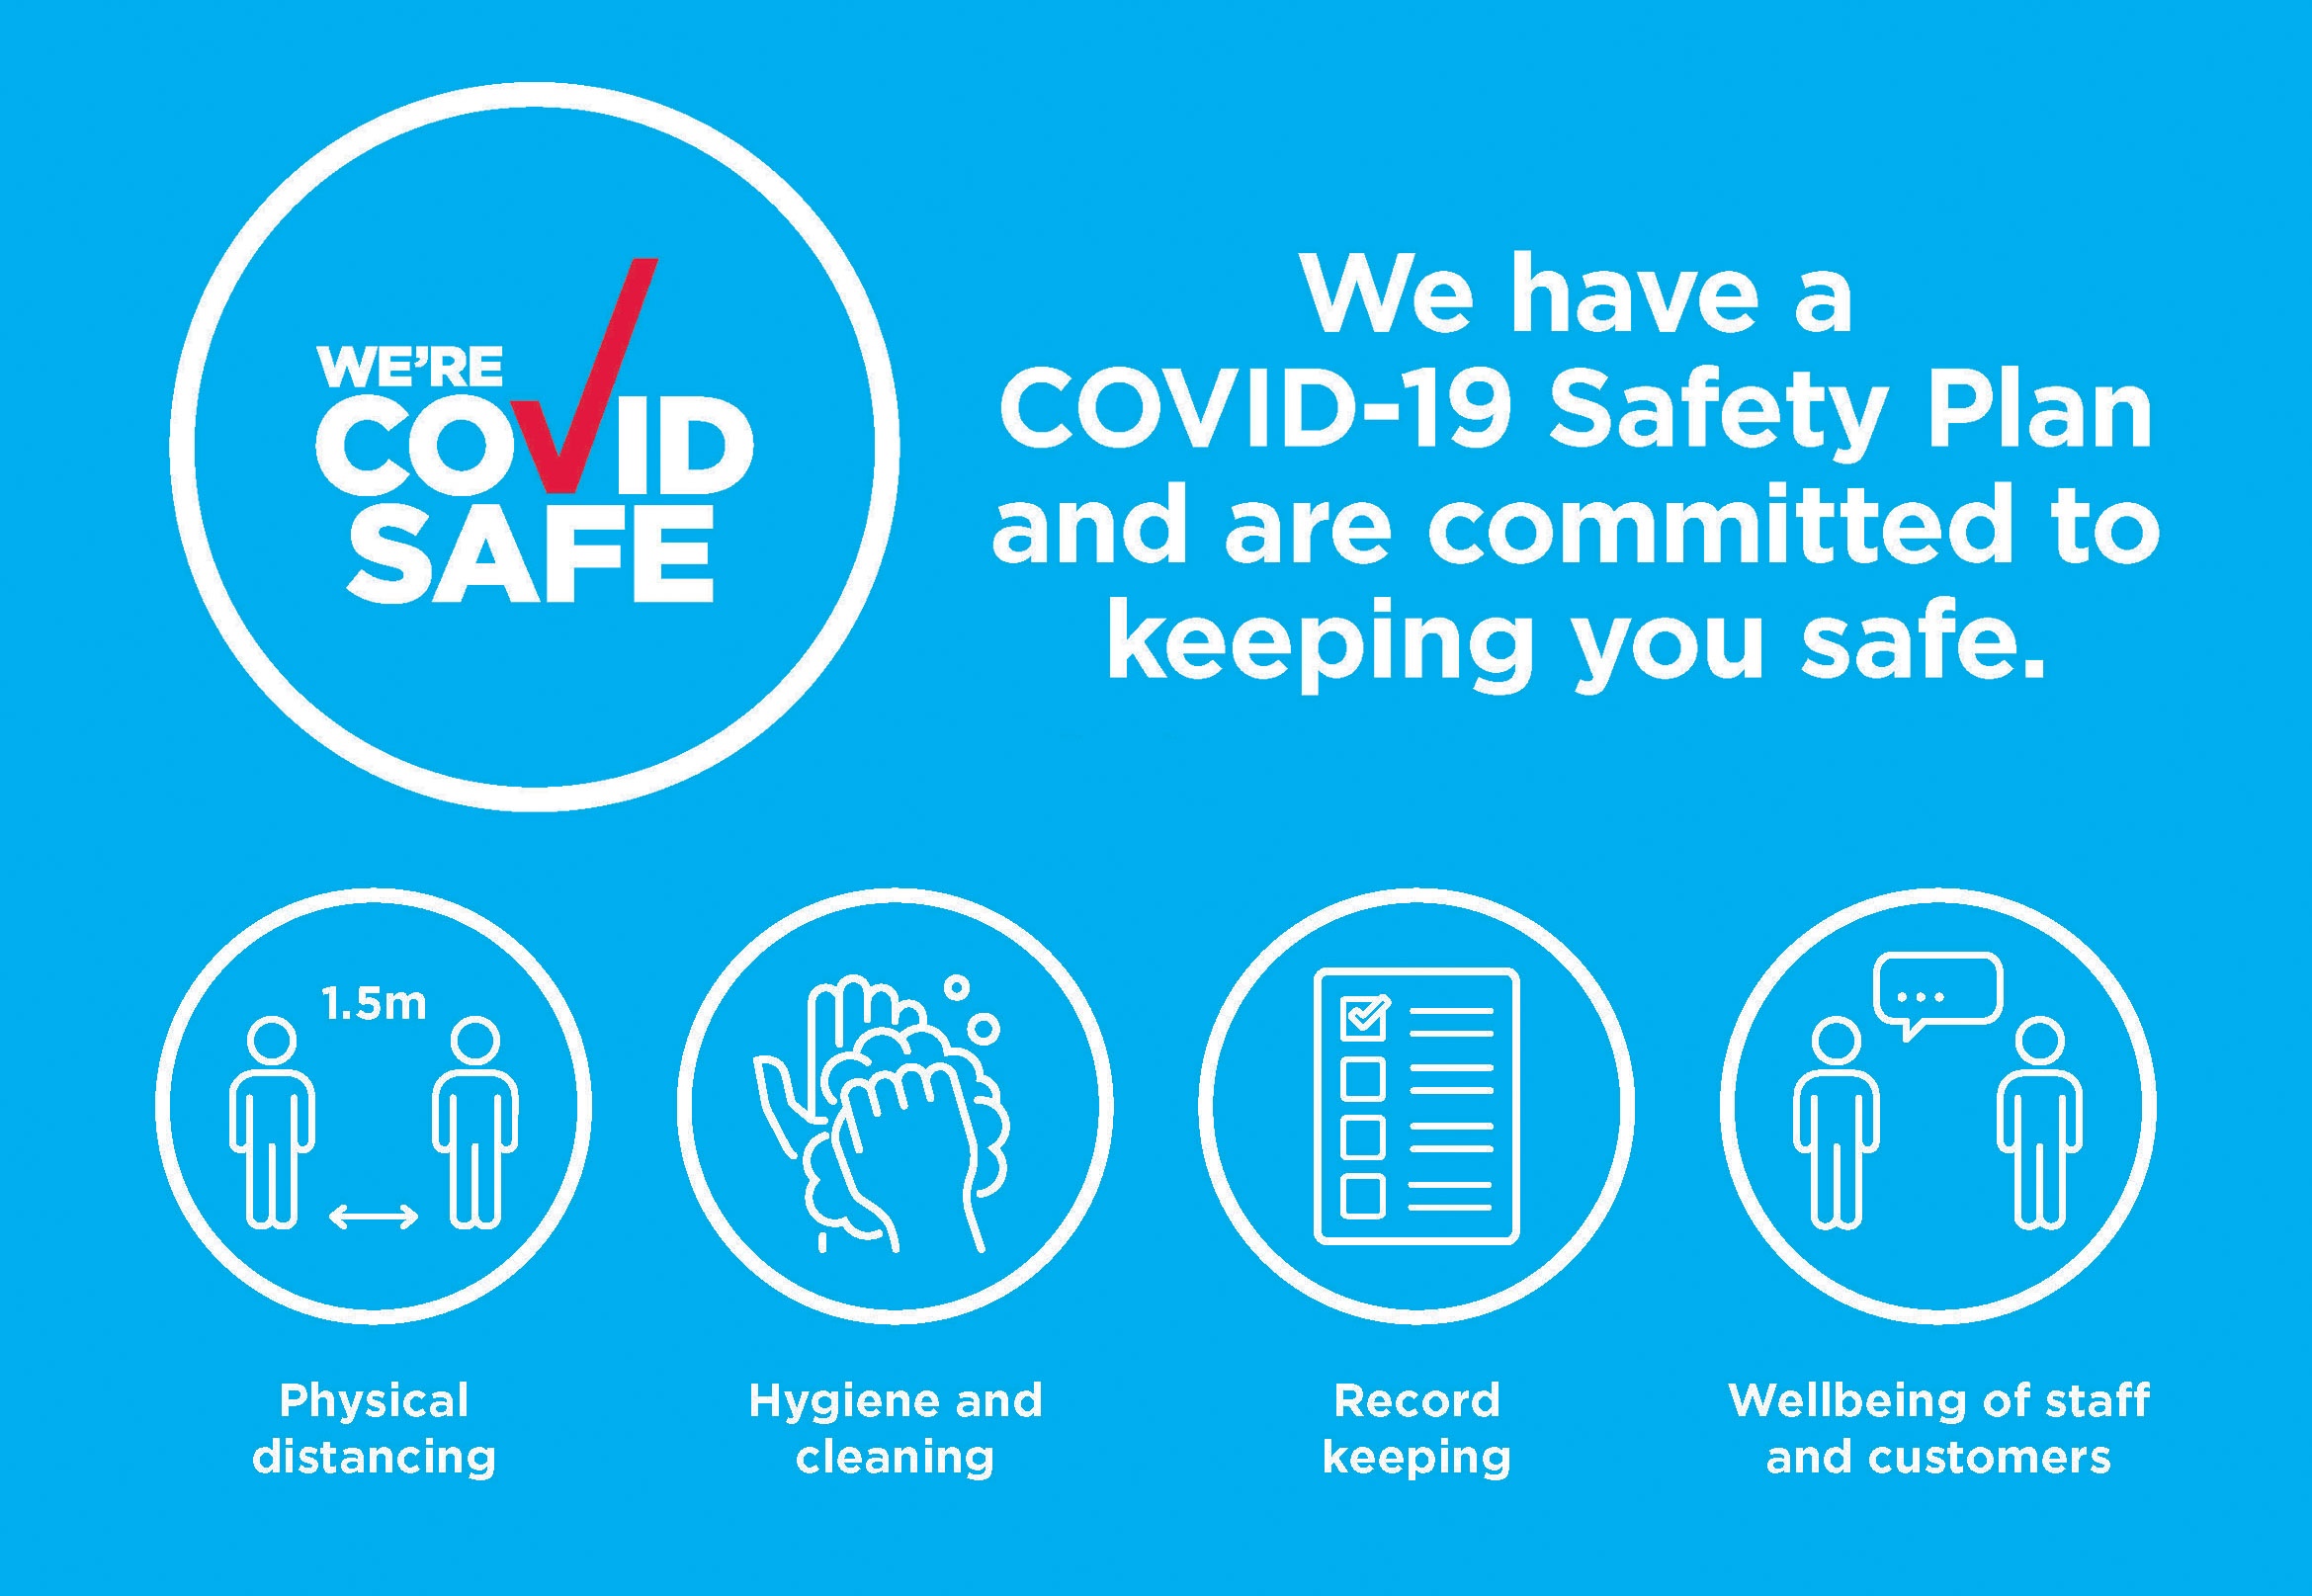 WE'RE
COVID
SAFE
We have a
COVID-19 Safety Plan
and are committed to
keeping you safe.
1.5m
Physical
distancing
Hygiene and
cleaning
Record
keeping
Wellbeing of staff
and customers